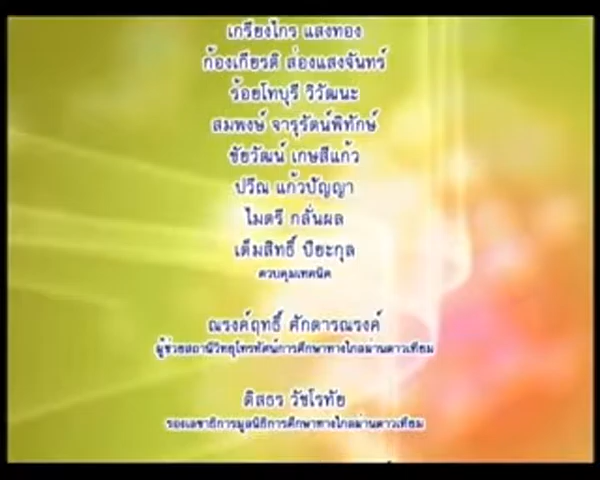 เกรียงไกร แสงทอง
ก้องเกียรติ ส่องแสงจันทร์
ร้อยโทบุรี วิวัฒนะ
สมพงษ์ จารุรัตน์พิทักษ์
ชัยวัฒน์ เกษสีแก้ว
ปวีณ แก้วปัญญา
ไมตรี กลั่นผล
เต็มสิทธิ์ ปิยะกุล
ควบคุมเทคนิค
ณรงค์ฤทธิ์ ศักดารณรงค์
ผู้ช่วยสถานีวิทยุโทรทัศน์การศึกษาทางไกลผ่านดาวเทียม
ดิสธร วัชโรทัย
รองเลขาธิการมูลนิธิการศึกษาทางไกลผ่านดาวเทียม